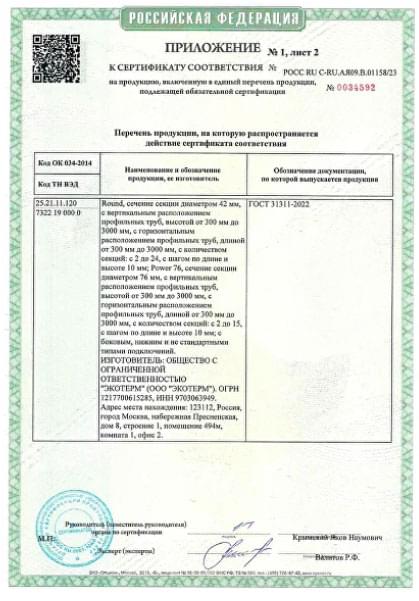 РОССИЙСКАЯ ФЕДЕРАЦИЯ
ПРИЛОЖЕНИЕ № 1, лист 2
К СЕРТИФИКАТУ СООТВЕТСТВИЯ № РОСС RU С-RU.АЯ09.В.01158/23
на продукцию, включенную в единый перечень продукции,
подлежащей обязательной сертификации № 0034592
Перечень продукции, на которую распространяется
действие сертификата соответствия
Код ОК 034-2014
Код ТН ВЭД
Наименование и обозначение
продукции, ее изготовитель
Обозначение документации,
по которой выпускается продукция
25.21.11.120
7322 19 000 0
Round, сечение секции диаметром 42 мм,
с вертикальным расположением
профильных труб, высотой от 300 мм до
3000 мм, с горизонтальным
расположением профильных труб, длиной
от 300 мм до 3000 мм, с количеством
секций: с 2 до 24, с шагом по длине и
высоте 10 мм; Power 76, сечение секции
диаметром 76 мм, с вертикальным
расположением профильных труб,
высотой от 300 мм до 3000 мм, с
горизонтальным расположением
профильных труб, длиной от 300 мм до
3000 мм, с количеством секций: с 2 до 15,
с шагом по длине и высоте 10 мм; с
боковым, нижним и не стандартными
типами подключений.
ИЗГОТОВИТЕЛЬ: ОБЩЕСТВО С
ОГРАНИЧЕННОЙ
ОТВЕТСТВЕННОСТЬЮ
"ЭКОТЕРМ" (ООО "ЭКОТЕРМ"). ОГРН
1217700615285, ИНН 9703063949.
Адрес места нахождения: 123112, Россия,
город Москва, набережная Пресненская,
дом 8, строение 1, помещение 494м,
комната 1, офис 2.
ГОСТ 31311-2022
Руководитель (заместитель руководителя)
органа по сертификации
М.П.
Эксперт (эксперты)
подпись
Крымский Яков Наумович
Валитов Р.Ф.